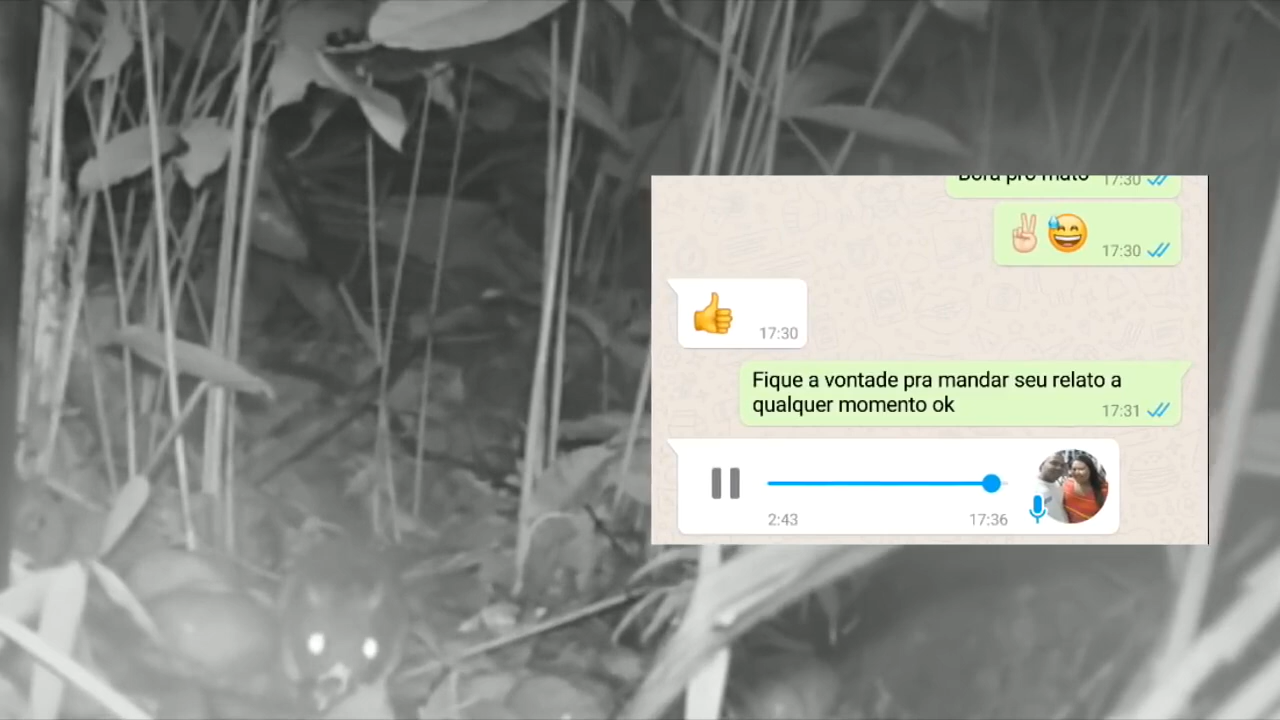 Bora pro mato 17:30
17:30
17:30
Fique a vontade pra mandar seu relato a
qualquer momento ok 17:31
2:43 17:36